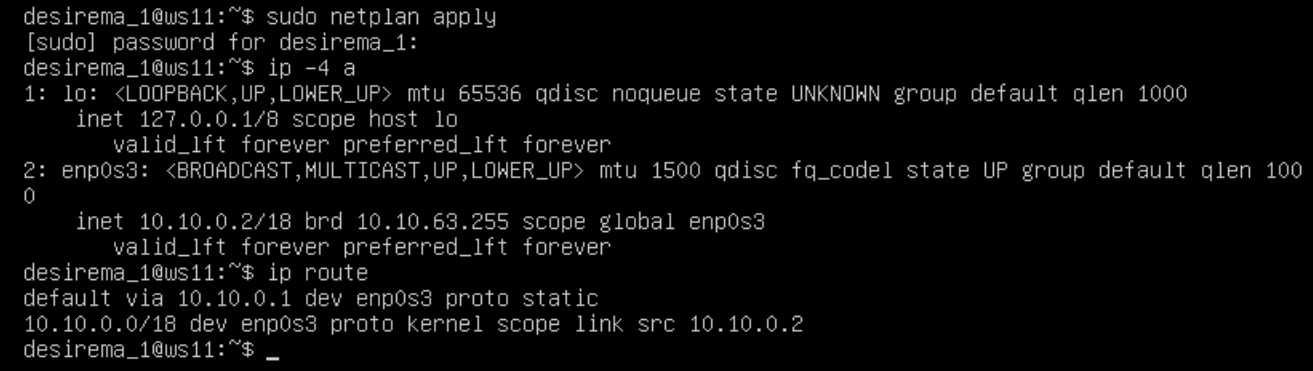 desirema_1@ws11:~$ sudo netplan apply
[sudo] password for desirema_1:
desirema_1@ws11:~$ ip -4 a
1: lo: <LOOPBACK,UP,LOWER_UP> mtu 65536 qdisc noqueue state UNKNOWN group default qlen 1000
    inet 127.0.0.1/8 scope host lo
       valid_lft forever preferred_lft forever
2: enp0s3: <BROADCAST,MULTICAST,UP,LOWER_UP> mtu 1500 qdisc fq_codel state UP group default qlen 100
0
    inet 10.10.0.2/18 brd 10.10.63.255 scope global enp0s3
       valid_lft forever preferred_lft forever
desirema_1@ws11:~$ ip route
default via 10.10.0.1 dev enp0s3 proto static
10.10.0.0/18 dev enp0s3 proto kernel scope link src 10.10.0.2
desirema_1@ws11:~$ _